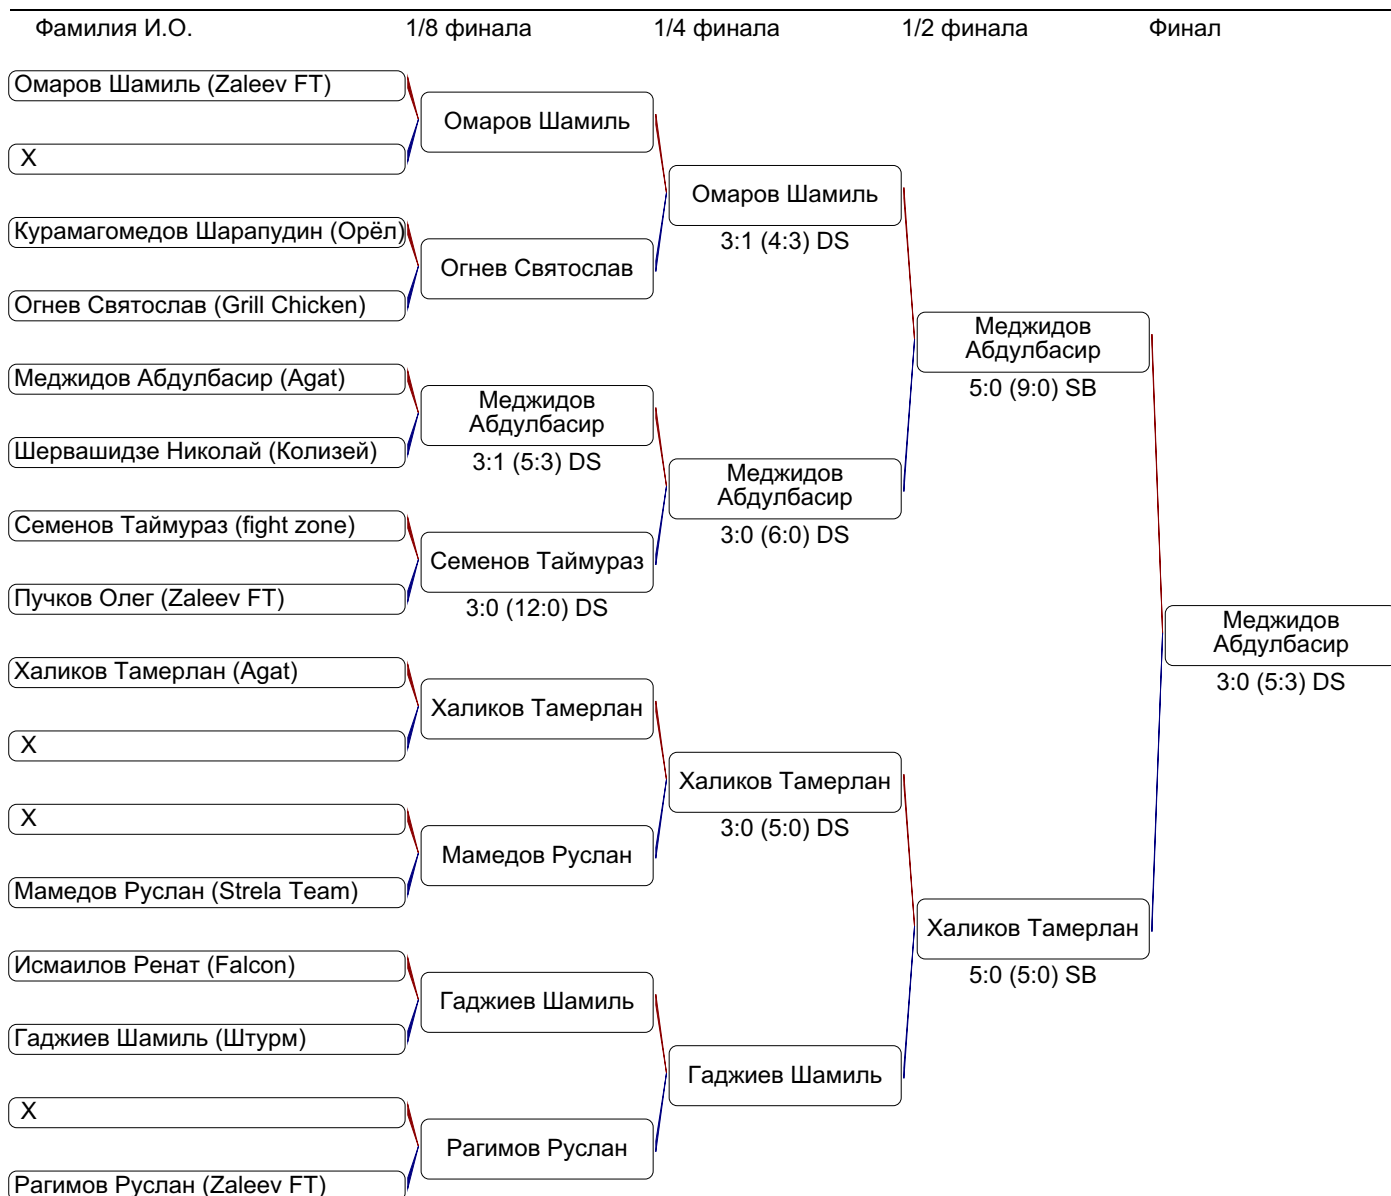 Фамилия И.О. 1/8 финала 1/4 финала 1/2 финала Финал
Омаров Шамиль (Zaleev FT)
X
Курамагомедов Шарапудин (Орёл)
Огнев Святослав (Grill Chicken)
Меджидов Абдулбасир (Agat)
Шервашидзе Николай (Колизей)
Семенов Таймураз (fight zone)
Пучков Олег (Zaleev FT)
Халиков Тамерлан (Agat)
X
X
Мамедов Руслан (Strela Team)
Исмаилов Ренат (Falcon)
Гаджиев Шамиль (Штурм)
X
Рагимов Руслан (Zaleev FT)
Омаров Шамиль
Огнев Святослав
Меджидов
Абдулбасир
3:1 (5:3) DS
Семенов Таймураз
3:0 (12:0) DS
Халиков Тамерлан
Мамедов Руслан
Гаджиев Шамиль
Рагимов Руслан
Омаров Шамиль
3:1 (4:3) DS
Меджидов
Абдулбасир
3:0 (6:0) DS
Халиков Тамерлан
3:0 (5:0) DS
Гаджиев Шамиль
Меджидов
Абдулбасир
5:0 (9:0) SB
Халиков Тамерлан
5:0 (5:0) SB
Меджидов
Абдулбасир
3:0 (5:3) DS